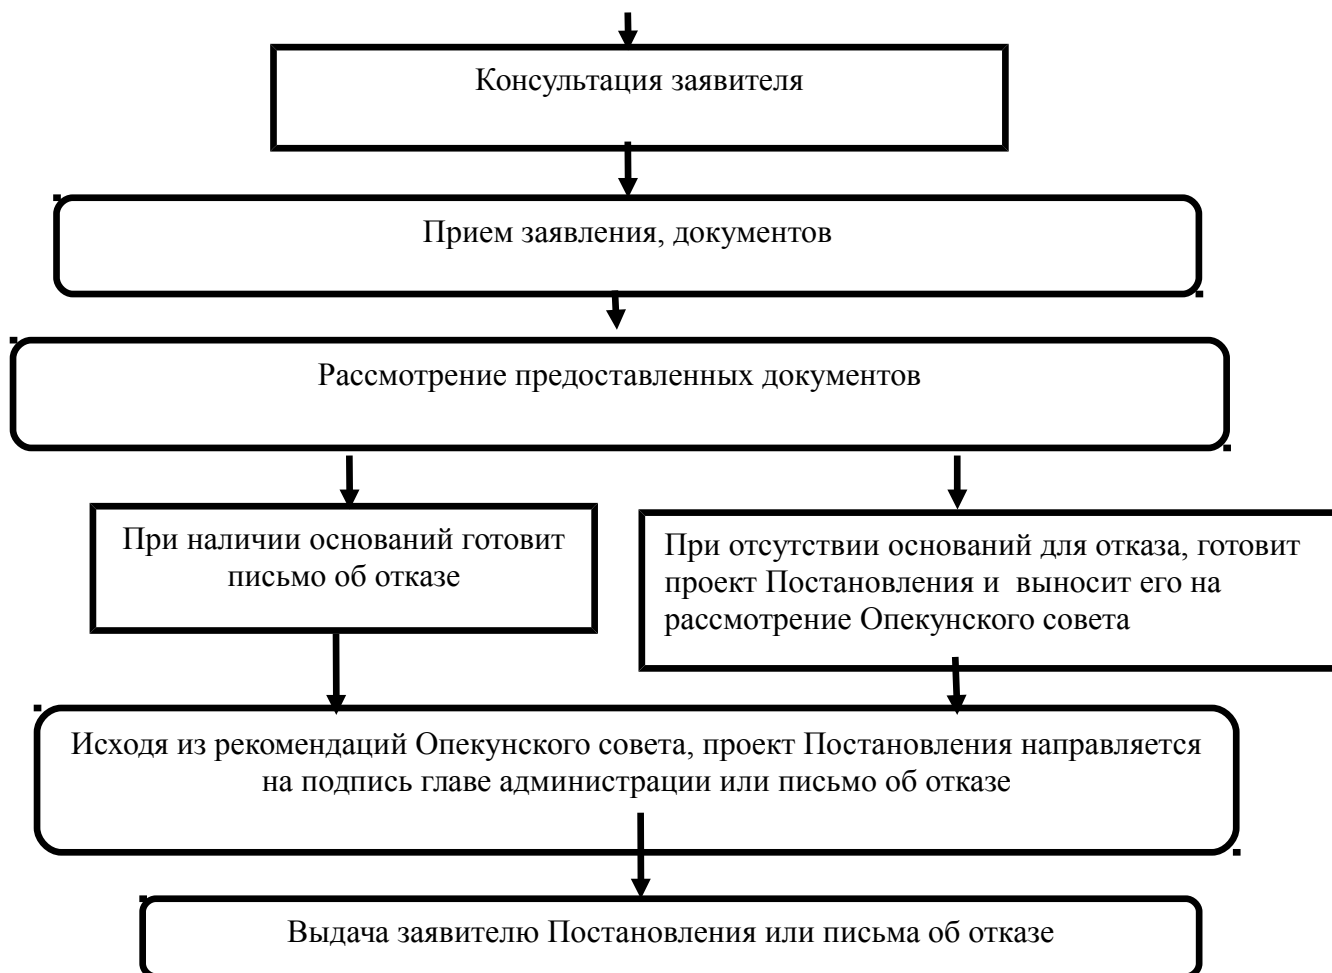 Консультация заявителя
Прием заявления, документов
Рассмотрение предоставленных документов
При наличии оснований готовит
письмо об отказе
При отсутствии оснований для отказа, готовит
проект Постановления и  выносит его на
рассмотрение Опекунского совета
Исходя из рекомендаций Опекунского совета, проект Постановления направляется
на подпись главе администрации или письмо об отказе
Выдача заявителю Постановления или письма об отказе